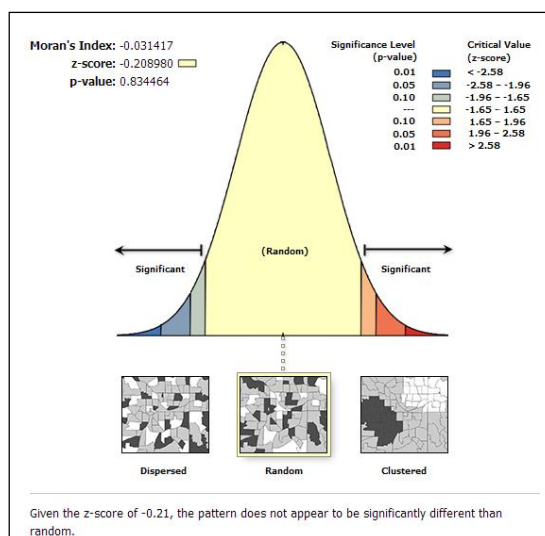 Moran's Index: -0.031417
z-score: -0.208980
p-value: 0.834464
Significance Level Critical Value
(p-value) (z-score)
0.01 < -2.58
0.05 -2.58 – -1.96
0.10 -1.96 – -1.65
--- -1.65 – 1.65
0.10 1.65 – 1.96
0.05 1.96 – 2.58
0.01 > 2.58
(Random)
Significant Significant
Dispersed Random Clustered
Given the z-score of -0.21, the pattern does not appear to be significantly different than
random.